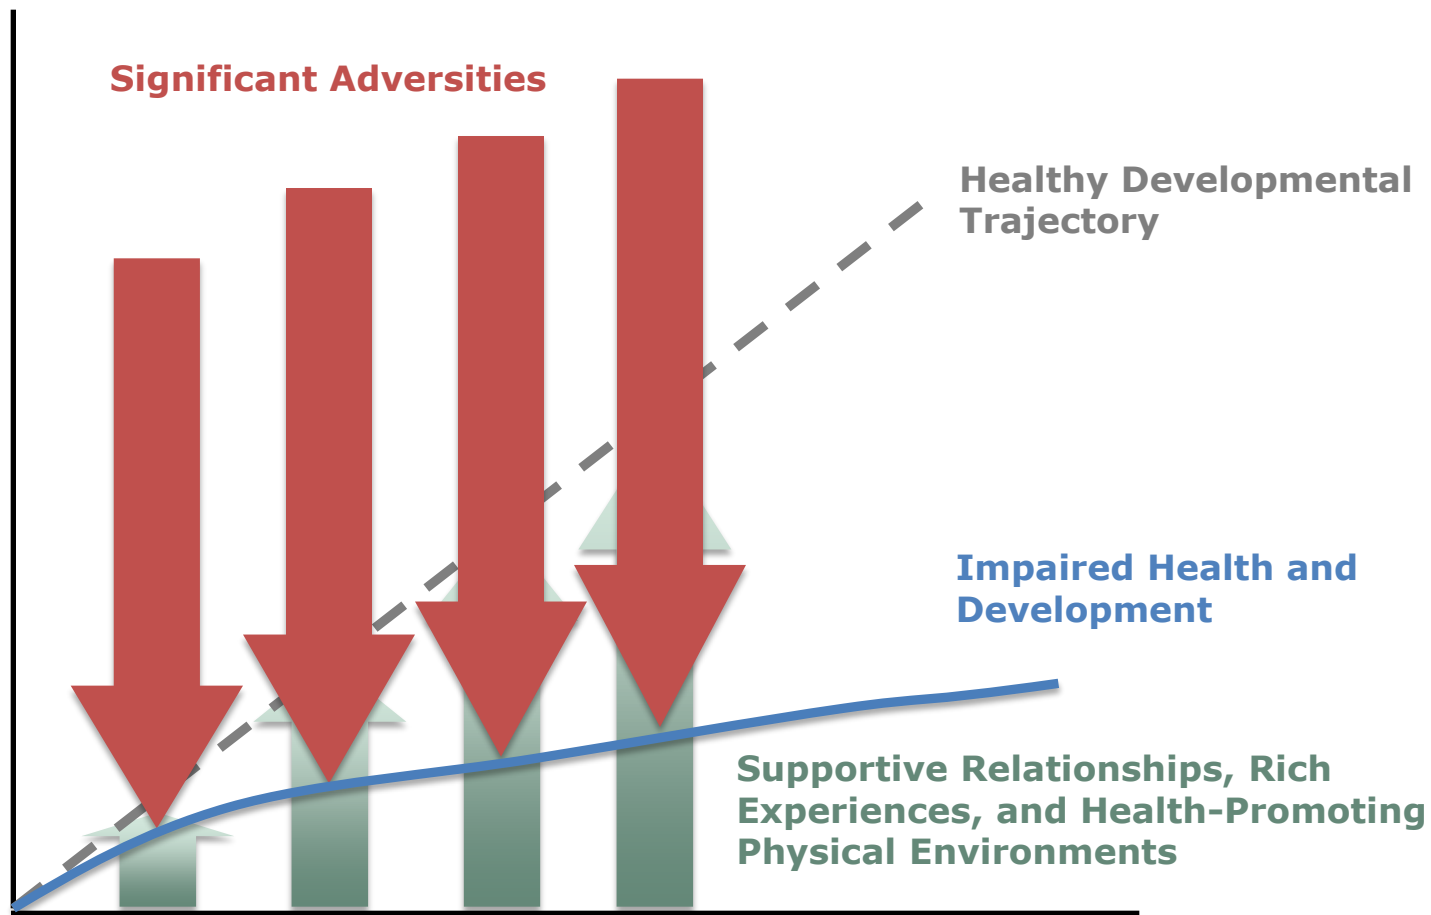 Significant Adversities
Healthy Developmental
Trajectory
Impaired Health and
Development
Supportive Relationships, Rich
Experiences, and Health-Promoting
Physical Environments